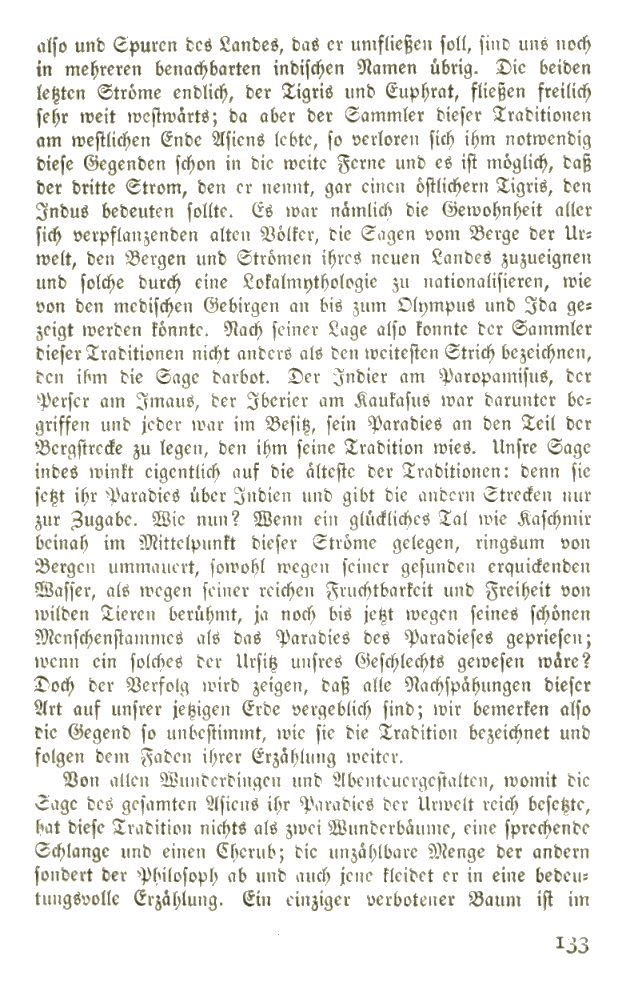 also und Spuren des Landes, das er umfließen soll, sind uns noch
in mehreren benachbarten indischen Namen übrig. Die beiden
letzten Ströme endlich, der Tigris und Euphrat, fließen freilich
sehr weit westwärts; da aber der Sammler dieser Traditionen
am westlichen Ende Asiens lebte, so verloren sich ihm notwendig
diese Gegenden schon in die weite Ferne und es ist möglich, daß
der dritte Strom, den er nennt, gar einen östlichern Tigris, den
Indus bedeuten sollte. Es war nämlich die Gewohnheit aller
sich verpflanzenden alten Völker, die Sagen vom Berge der Ur-
welt, den Bergen und Strömen ihres neuen Landes zuzueignen
und solche durch eine Lokalmythologie zu nationalisieren, wie
von den medischen Gebirgen an bis zum Olympus und Ida ge-
zeigt werden könnte. Nach seiner Lage also konnte der Sammler
dieser Traditionen nicht anders als den weitesten Strich bezeichnen,
den ihm die Sage darbot. Der Indier am Paropamisus, der
Perser am Imaus, der Iberier am Kaukasus war darunter be-
griffen und jeder war im Besitz, sein Paradies an den Teil der
Bergstrecke zu legen, den ihm seine Tradition wies. Unsre Sage
indes winkt eigentlich auf die älteste der Traditionen: denn sie
setzt ihr Paradies über Indien und gibt die andern Strecken nur
zur Zugabe. Wie nun? Wenn ein glückliches Tal wie Kaschmir
beinah im Mittelpunkt dieser Ströme gelegen, ringsum von
Bergen ummauert, sowohl wegen seiner gesunden erquickenden
Wasser, als wegen seiner reichen Fruchtbarkeit und Freiheit von
wilden Tieren berühmt, ja noch bis jetzt wegen seines schönen
Menschenstammes als das Paradies des Paradieses gepriesen;
wenn ein solches der Ursitz unsres Geschlechts gewesen wäre?
Doch der Verfolg wird zeigen, daß alle Nachspähungen dieser
Art auf unsrer jetzigen Erde vergeblich sind; wir bemerken also
die Gegend so unbestimmt, wie sie die Tradition bezeichnet und
folgen dem Faden ihrer Erzählung weiter.
Von allen Wunderdingen und Abenteuergestalten, womit die
Sage des gesamten Asiens ihr Paradies der Urwelt reich besetzte,
hat diese Tradition nichts als zwei Wunderbäume, eine sprechende
Schlange und einen Cherub; die unzählbare Menge der andern
sondert der Philosoph ab und auch jene kleidet er in eine bedeu-
tungsvolle Erzählung. Ein einziger verbotener Baum ist im
133